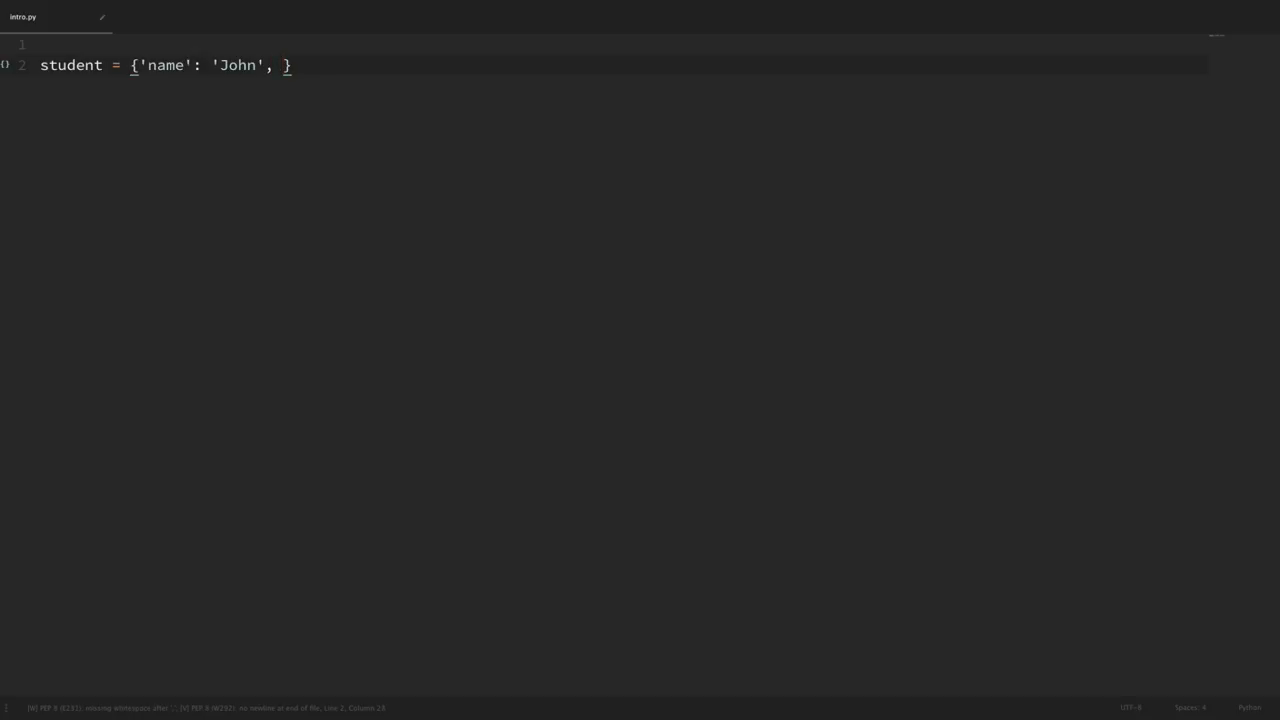 intro.py
1
{} 2 student = {'name': 'John', }
[W] PEP 8 (E231): missing whitespace after ',', [V] PEP 8 (W292): no newline at end of file, Line 2, Column 28
UTF-8 Spaces: 4 Python